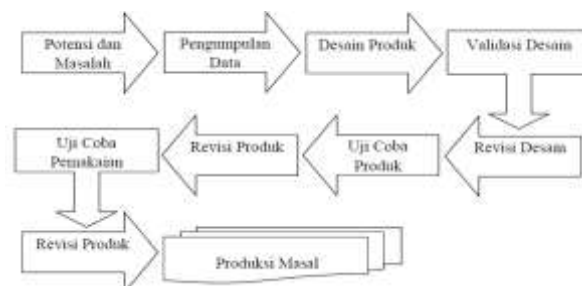 Potensi dan
Masalah
Pengumpulan
Data
Desain Produk
Validasi Desain
Revisi Desain
Uji Coba
Produk
Revisi Produk
Uji Coba
Pemakaian
Revisi Produk
Produksi Masal